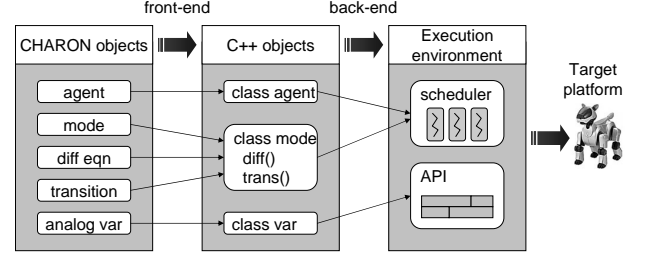 front-end
back-end
CHARON objects
C++ objects
Execution
environment
Target
platform
agent
mode
diff eqn
transition
analog var
class agent
class mode
diff()
trans()
class var
scheduler
API